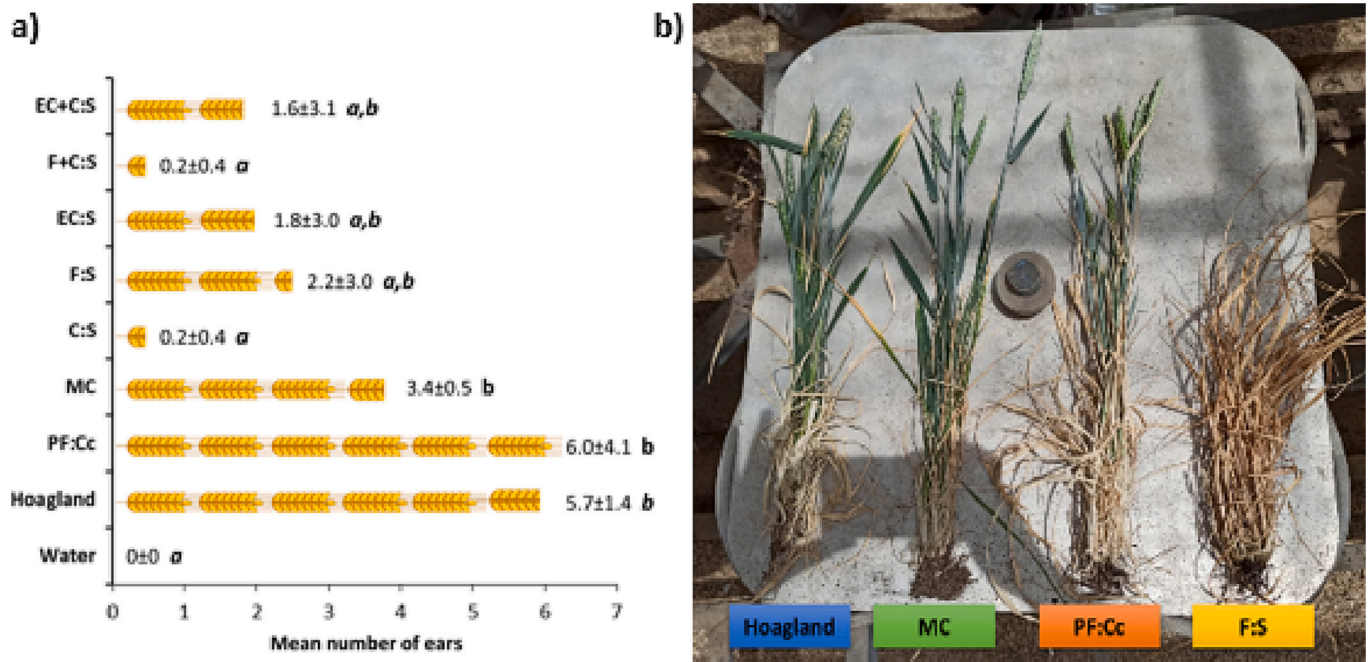 a)
EC+C:S 1.6±3.1 a,b
F+C:S 0.2±0.4 a
EC:S 1.8±3.0 a,b
F:S 2.2±3.0 a,b
C:S 0.2±0.4 a
MC 3.4±0.5 b
PF:Cc 6.0±4.1 b
Hoagland 5.7±1.4 b
Water 0±0 a
0 1 2 3 4 5 6 7
Mean number of ears
b)
Hoagland MC PF:Cc F:S